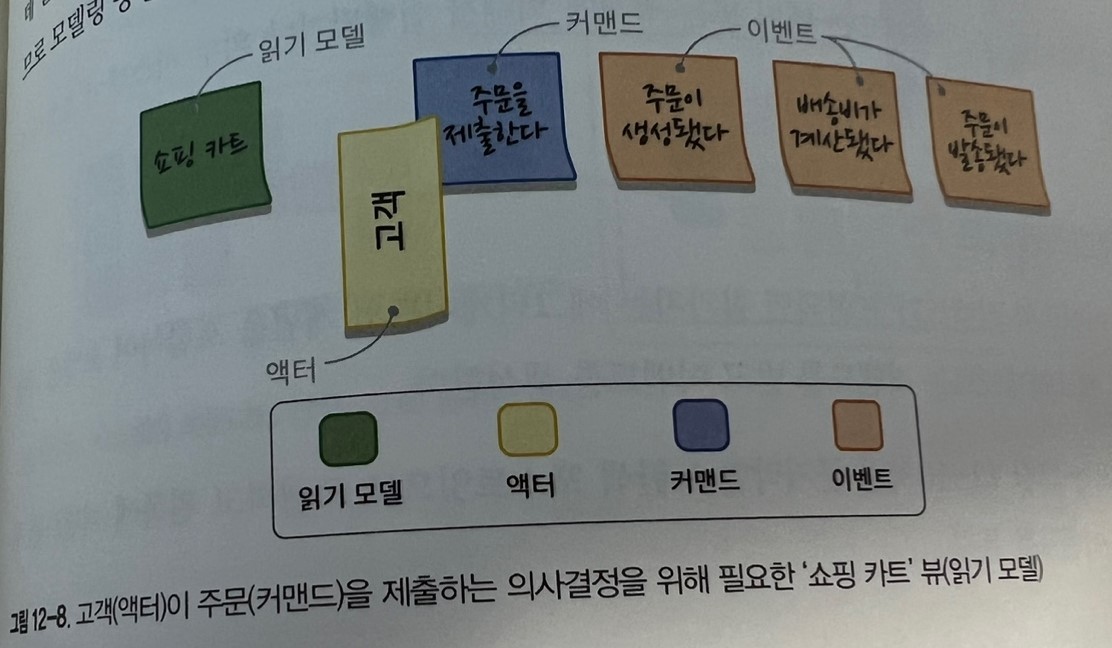 므로 모델링
읽기 모델
커맨드
이벤트
쇼핑 카트
주문을
제출한다
주문이
생성됐다
배송비가
계산됐다
주문이
발송됐다
고객
액터
읽기 모델
액터
커맨드
이벤트
그림 12-8. 고객(액터)이 주문(커맨드)을 제출하는 의사결정을 위해 필요한 ‘쇼핑 카트’ 뷰(읽기 모델)